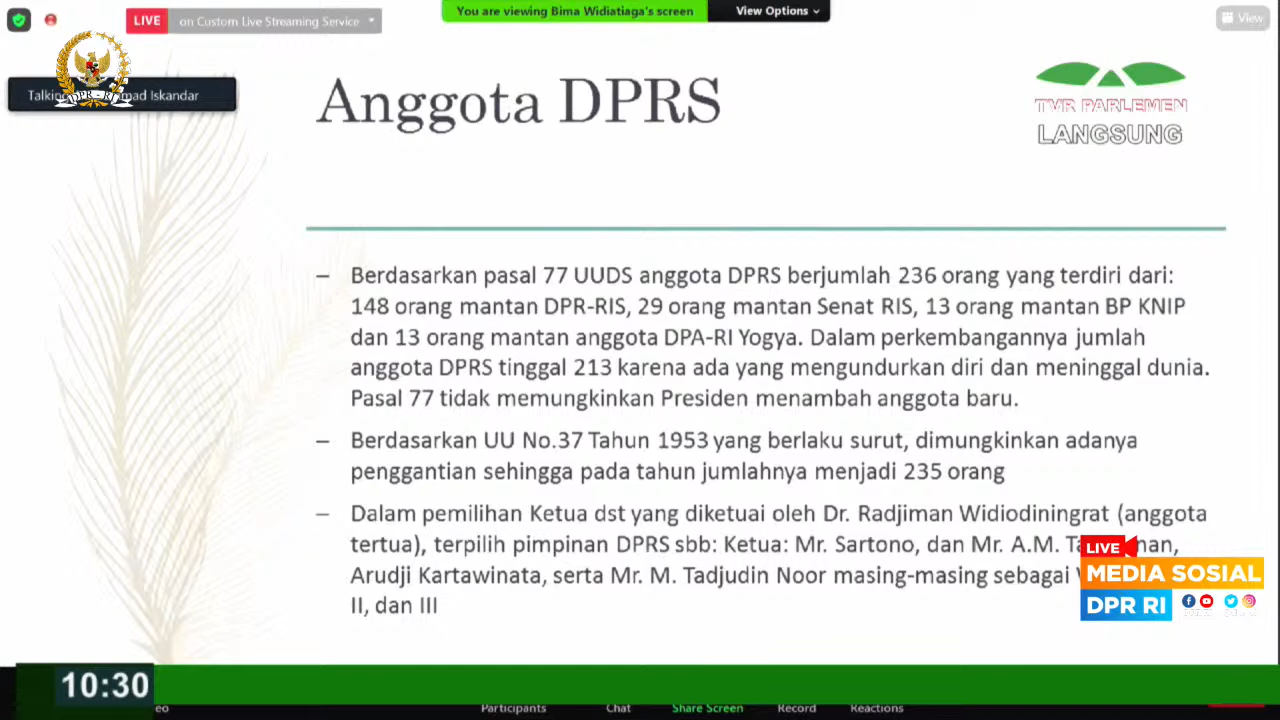 LIVE on Custom Live Streaming Service
You are viewing Bima Widiatiaga's screen View Options
View
DPR - RI
Iskandar
Anggota DPRS
TVR PARLEMEN
LANGSUNG
– Berdasarkan pasal 77 UUDS anggota DPRS berjumlah 236 orang yang terdiri dari:
148 orang mantan DPR-RIS, 29 orang mantan Senat RIS, 13 orang mantan BP KNIP
dan 13 orang mantan anggota DPA-RI Yogya. Dalam perkembangannya jumlah
anggota DPRS tinggal 213 karena ada yang mengundurkan diri dan meninggal dunia.
Pasal 77 tidak memungkinkan Presiden menambah anggota baru.
– Berdasarkan UU No.37 Tahun 1953 yang berlaku surut, dimungkinkan adanya
penggantian sehingga pada tahun jumlahnya menjadi 235 orang
– Dalam pemilihan Ketua dst yang diketuai oleh Dr. Radjiman Widiodiningrat (anggota
tertua), terpilih pimpinan DPRS sbb: Ketua: Mr. Sartono, dan Mr. A.M.
Arudji Kartawinata, serta Mr. M. Tadjudin Noor masing-masing sebagai
II, dan III
LIVE
MEDIA SOSIAL
DPR RI
10:30
Participants Chat Share Screen Record Reactions